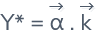 Y* = α⃗ . k⃗